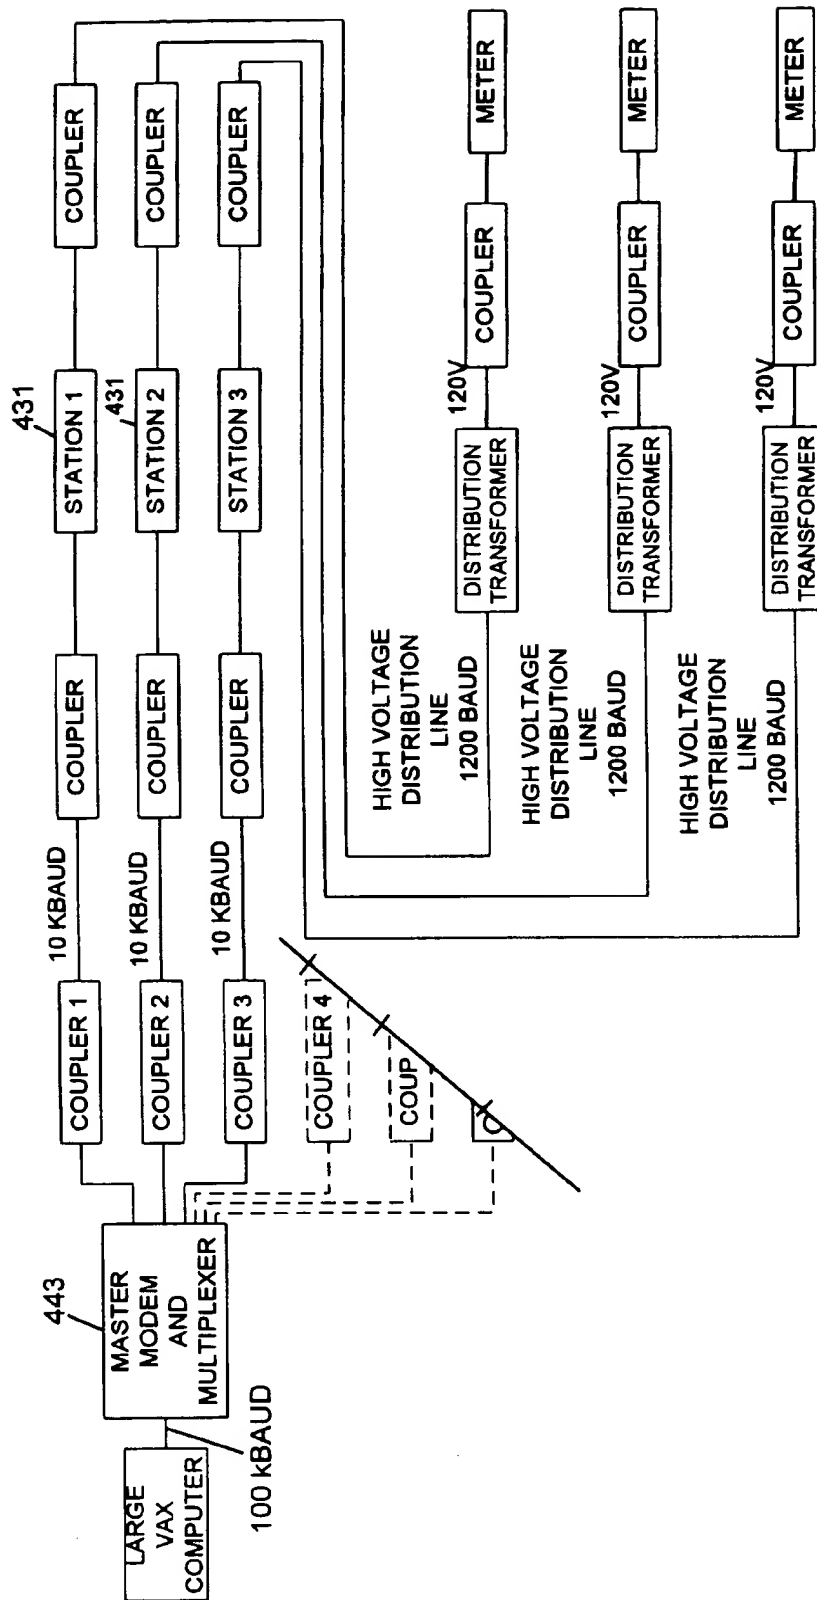 LARGE
VAX
COMPUTER
100 KBAUD
443
MASTER
MODEM
AND
MULTIPLEXER
COUPLER 1
10 KBAUD
COUPLER
431
STATION 1
COUPLER
COUPLER 2
10 KBAUD
COUPLER
431
STATION 2
COUPLER
COUPLER 3
10 KBAUD
COUPLER
STATION 3
COUPLER
COUPLER 4
COUP
HIGH VOLTAGE
DISTRIBUTION
LINE
1200 BAUD
DISTRIBUTION
TRANSFORMER
120V
COUPLER
METER
HIGH VOLTAGE
DISTRIBUTION
LINE
1200 BAUD
DISTRIBUTION
TRANSFORMER
120V
COUPLER
METER
HIGH VOLTAGE
DISTRIBUTION
LINE
1200 BAUD
DISTRIBUTION
TRANSFORMER
120V
COUPLER
METER